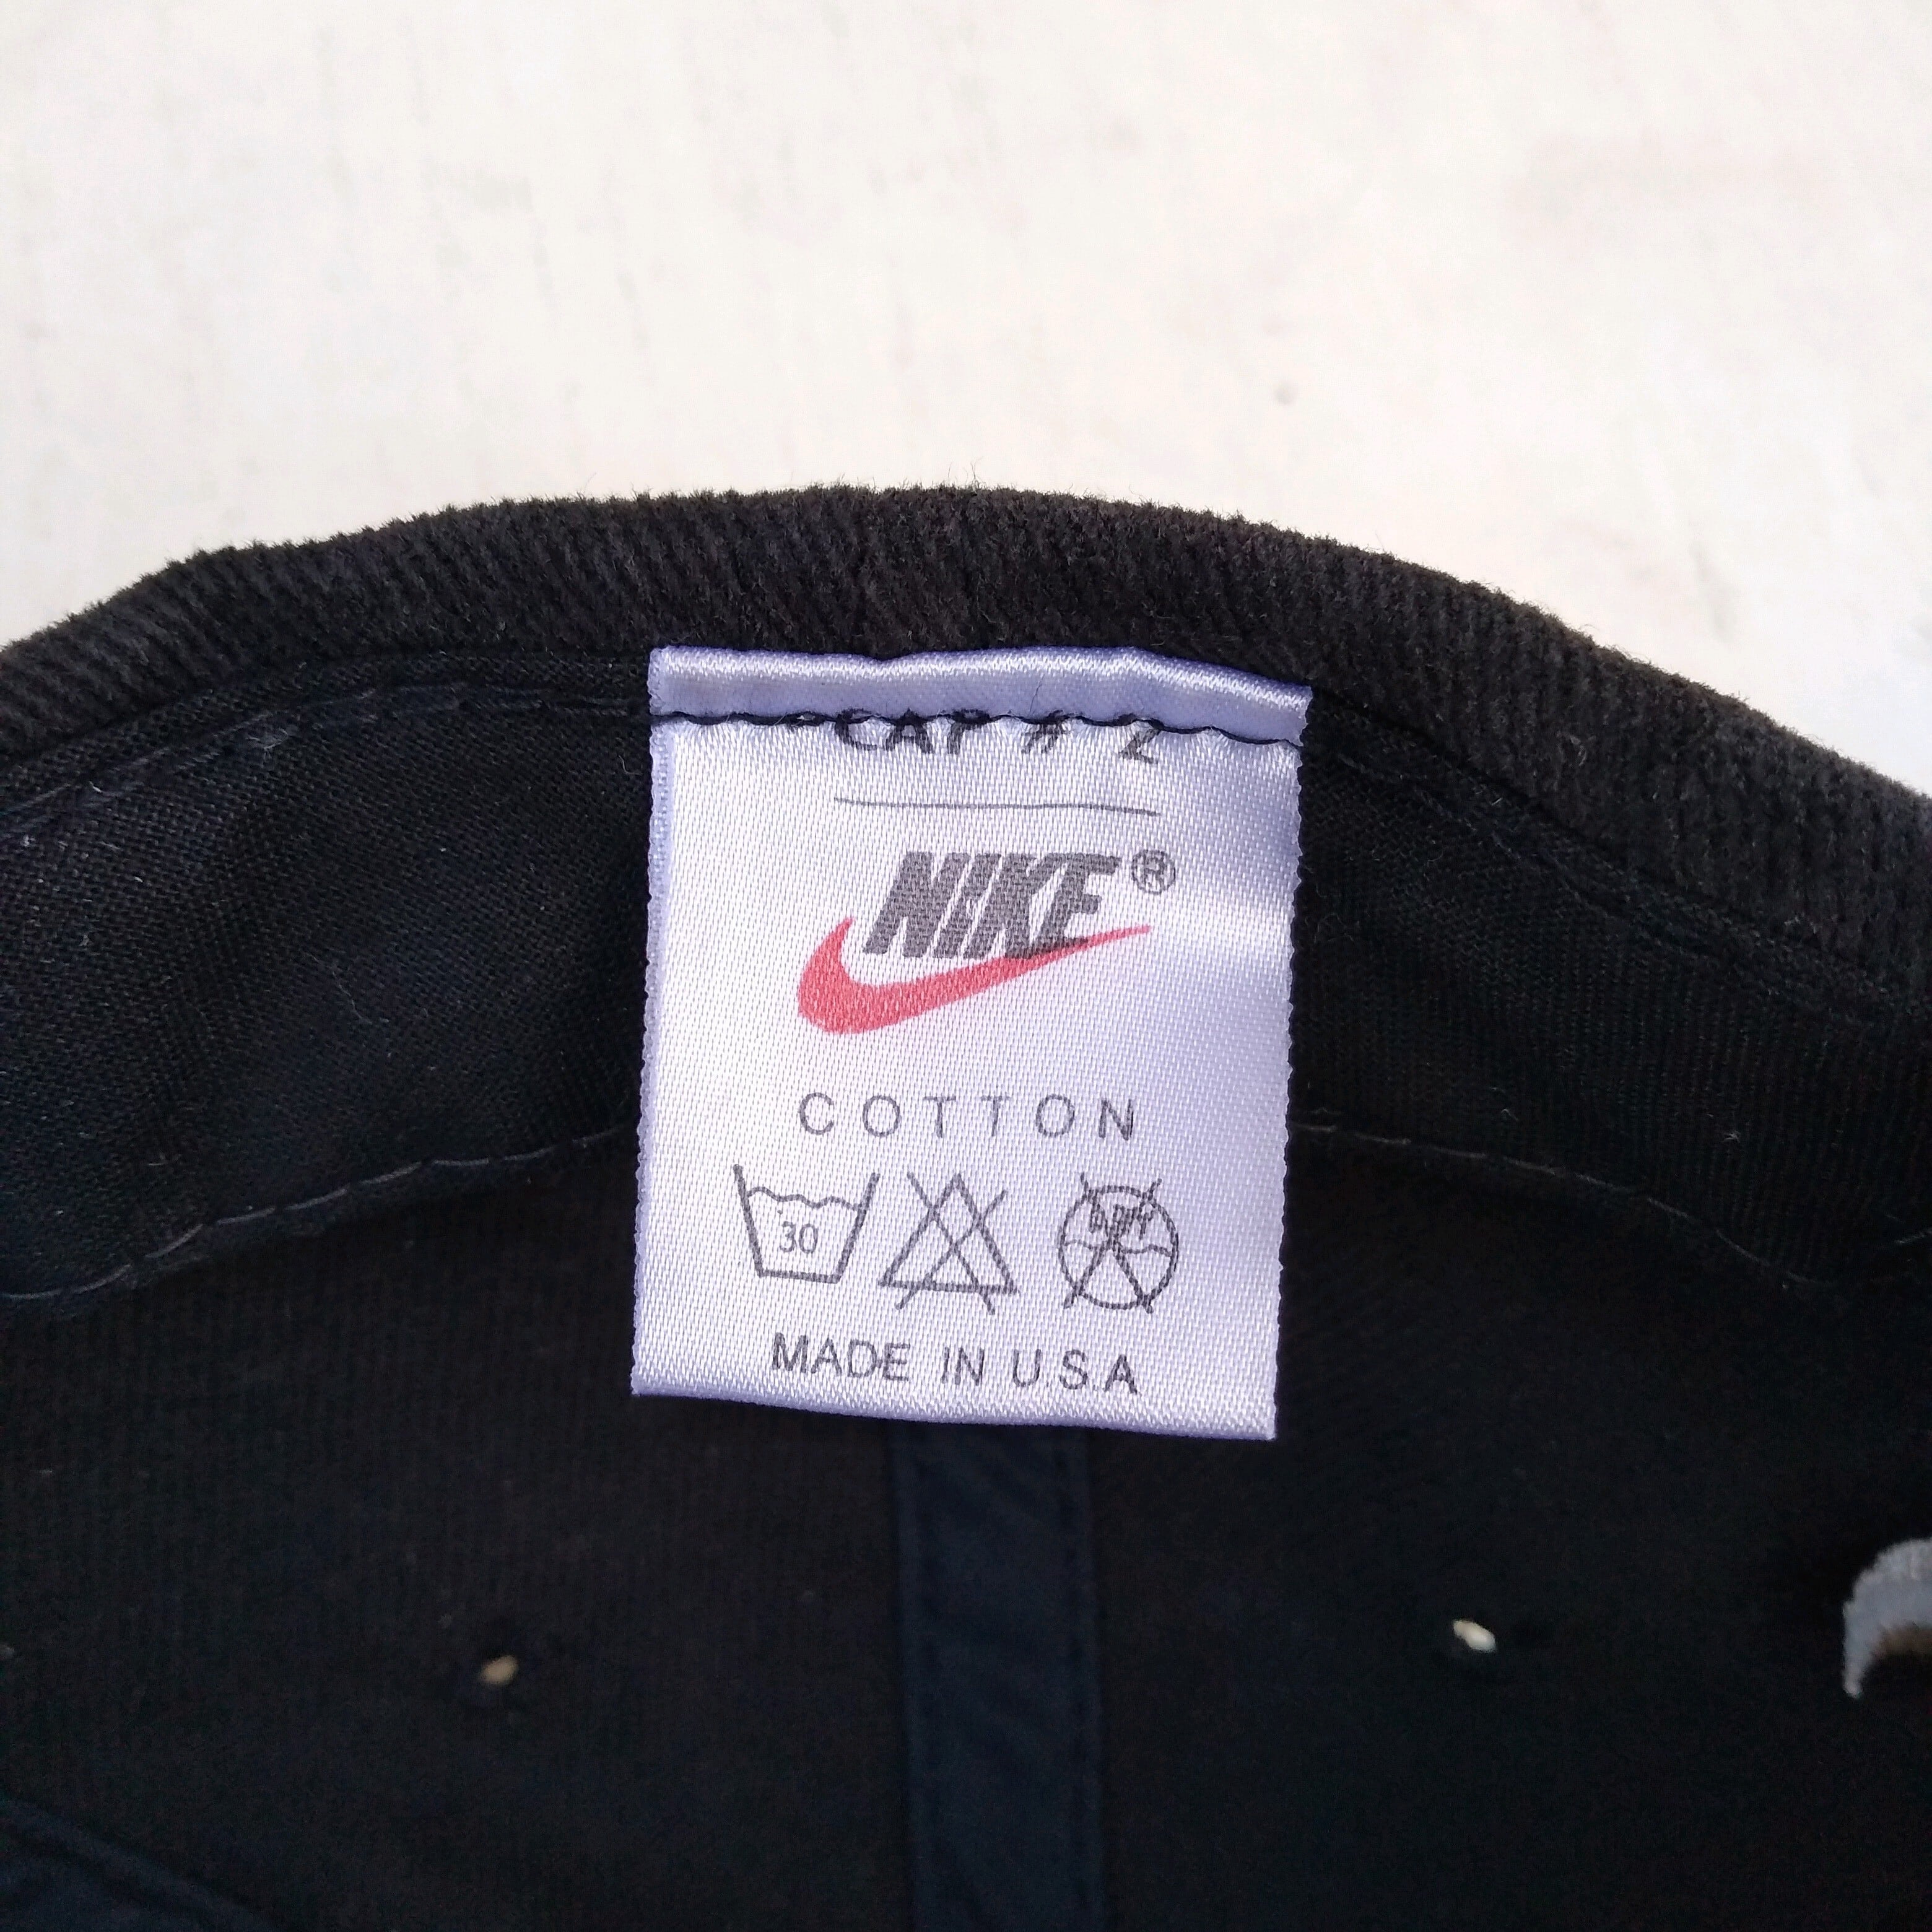 CAP # 2
NIKE®
COTTON
30
MADE IN U.S.A